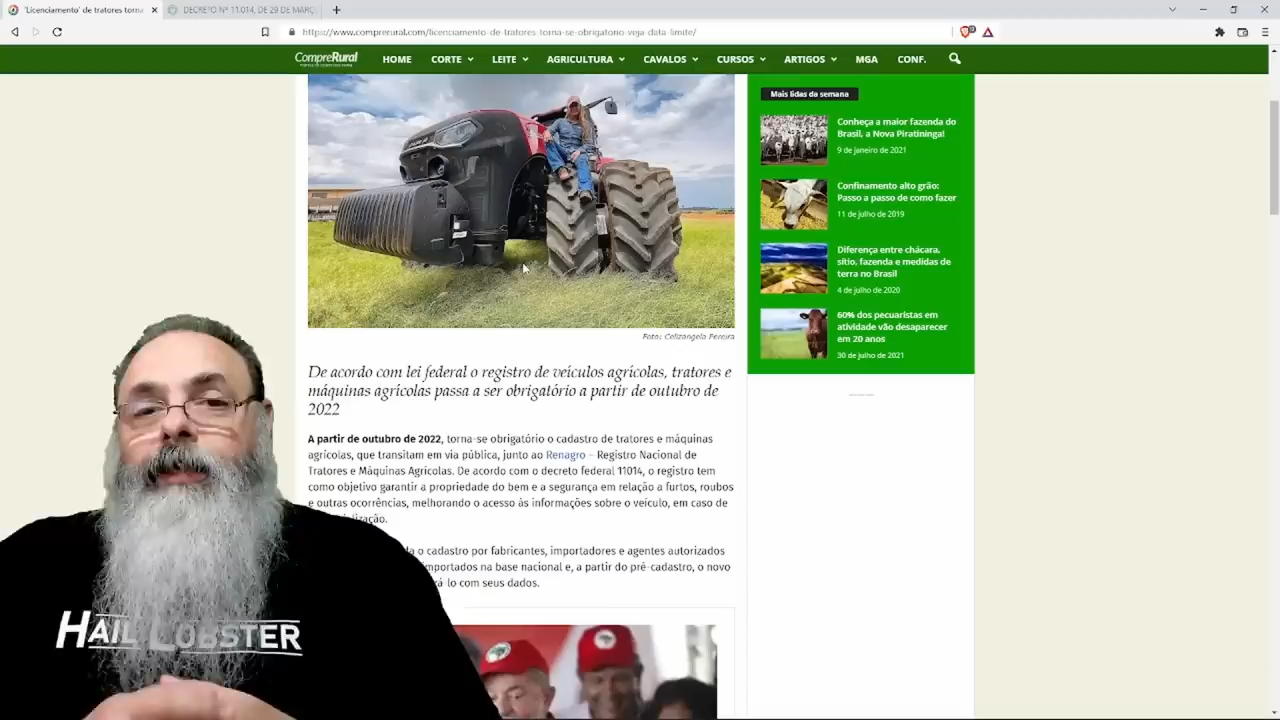 'Licenciamento' de tratores torna
DECRETO Nº 11.014, DE 29 DE MARÇ
https://www.comprerural.com/licenciamento-de-tratores-torna-se-obrigatorio-veja-data-limite/
CompreRural
HOME CORTE LEITE AGRICULTURA CAVALOS CURSOS ARTIGOS MGA CONF.
Foto: Celizangela Pereira
De acordo com lei federal o registro de veículos agrícolas, tratores e
máquinas agrícolas passa a ser obrigatório a partir de outubro de
2022
A partir de outubro de 2022, torna-se obrigatório o cadastro de tratores e máquinas
agrícolas, que transitam em via pública, junto ao Renagro – Registro Nacional de
Tratores e Máquinas Agrícolas. De acordo com o decreto federal 11014, o registro tem
como objetivo garantir a propriedade do bem e a segurança em relação a furtos, roubos
e outras ocorrências, melhorando o acesso às informações sobre o veículo, em caso de
o cadastro por fabricantes, importadores e agentes autorizados
importados na base nacional e, a partir do pré-cadastro, o novo
com seus dados.
Mais lidas da semana
Conheça a maior fazenda do
Brasil, a Nova Piratininga!
9 de janeiro de 2021
Confinamento alto grão:
Passo a passo de como fazer
11 de julho de 2019
Diferença entre chácara,
sítio, fazenda e medidas de
terra no Brasil
4 de julho de 2020
60% dos pecuaristas em
atividade vão desaparecer
em 20 anos
30 de julho de 2021
HAIL LOBSTER